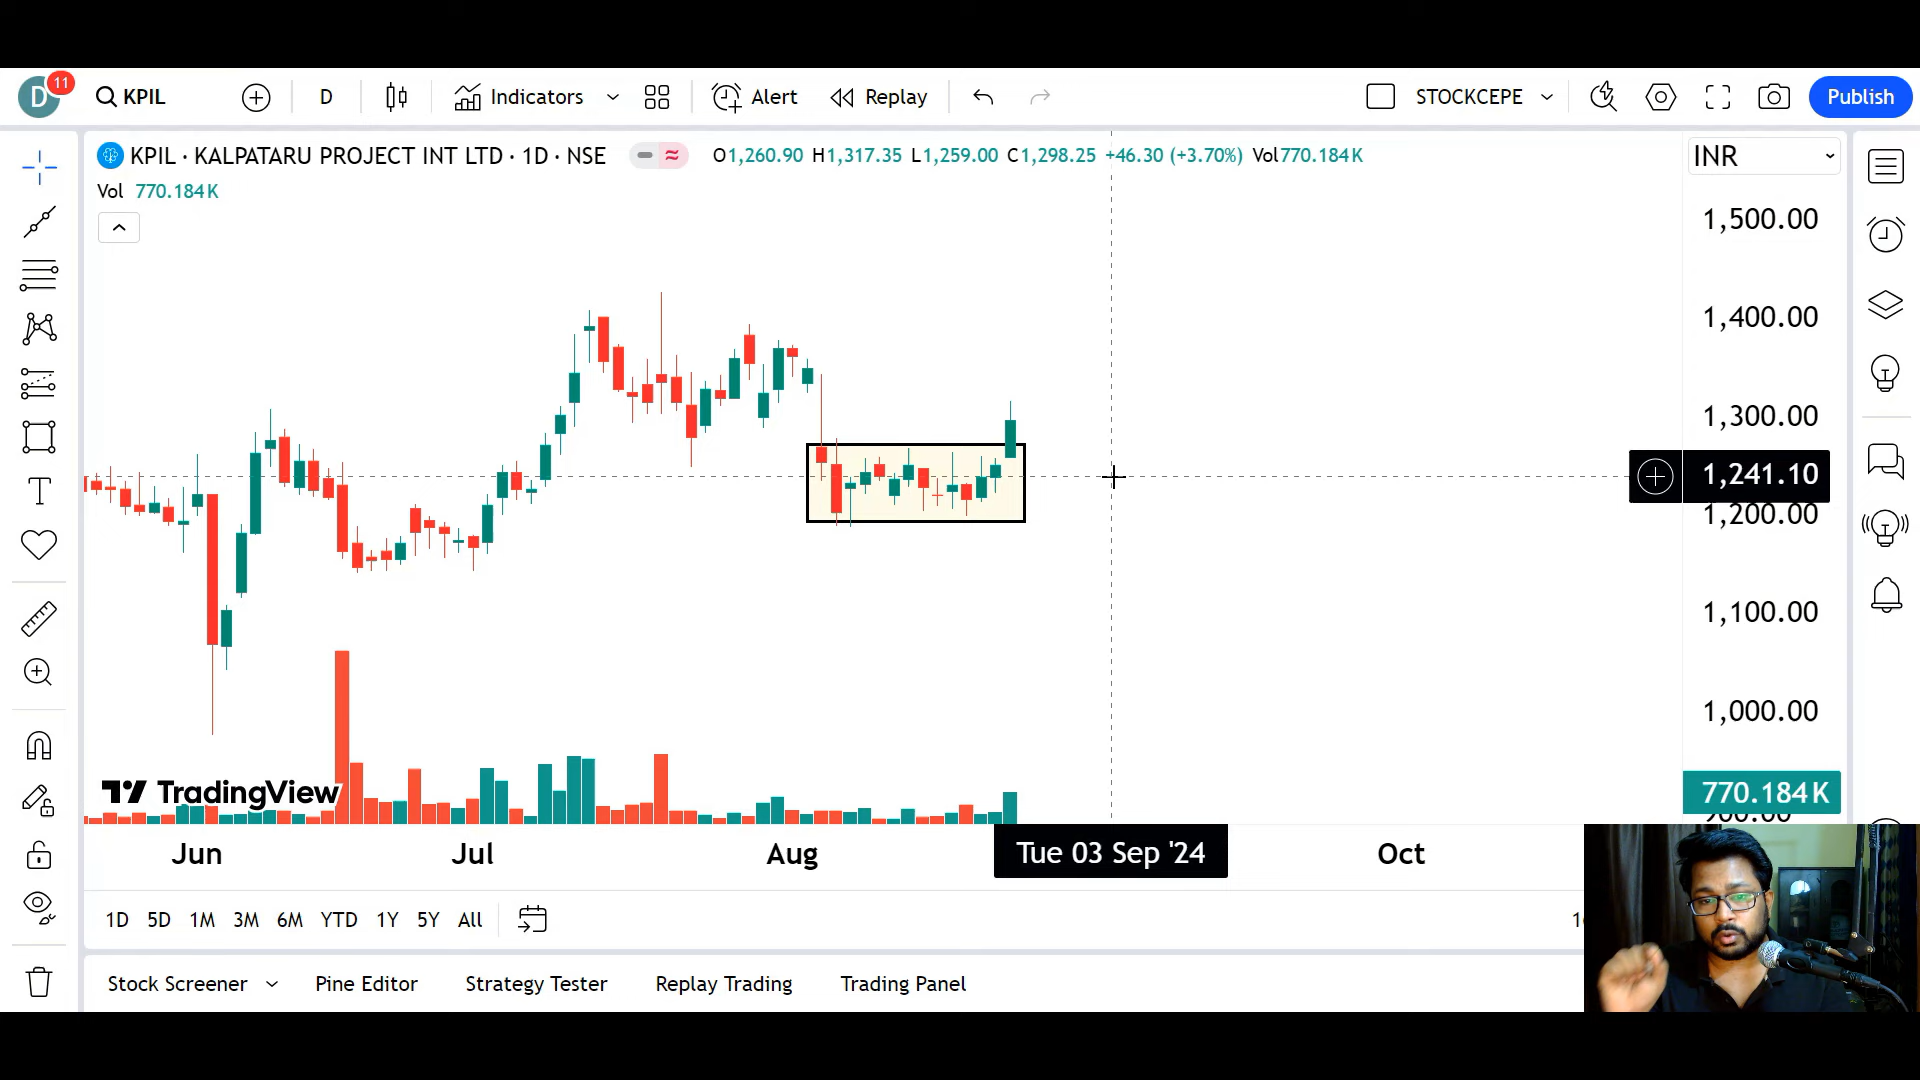 D 11 KPIL D Indicators Alert Replay STOCKCEPE Publish
KPIL · KALPATARU PROJECT INT LTD · 1D · NSE O1,260.90 H1,317.35 L1,259.00 C1,298.25 +46.30 (+3.70%) Vol770.184K INR
Vol 770.184K
1,500.00
1,400.00
1,300.00
1,241.10
1,200.00
1,100.00
1,000.00
TradingView 770.184K
900.00
Jun Jul Aug Tue 03 Sep '24 Oct
1D 5D 1M 3M 6M YTD 1Y 5Y All
Stock Screener Pine Editor Strategy Tester Replay Trading Trading Panel